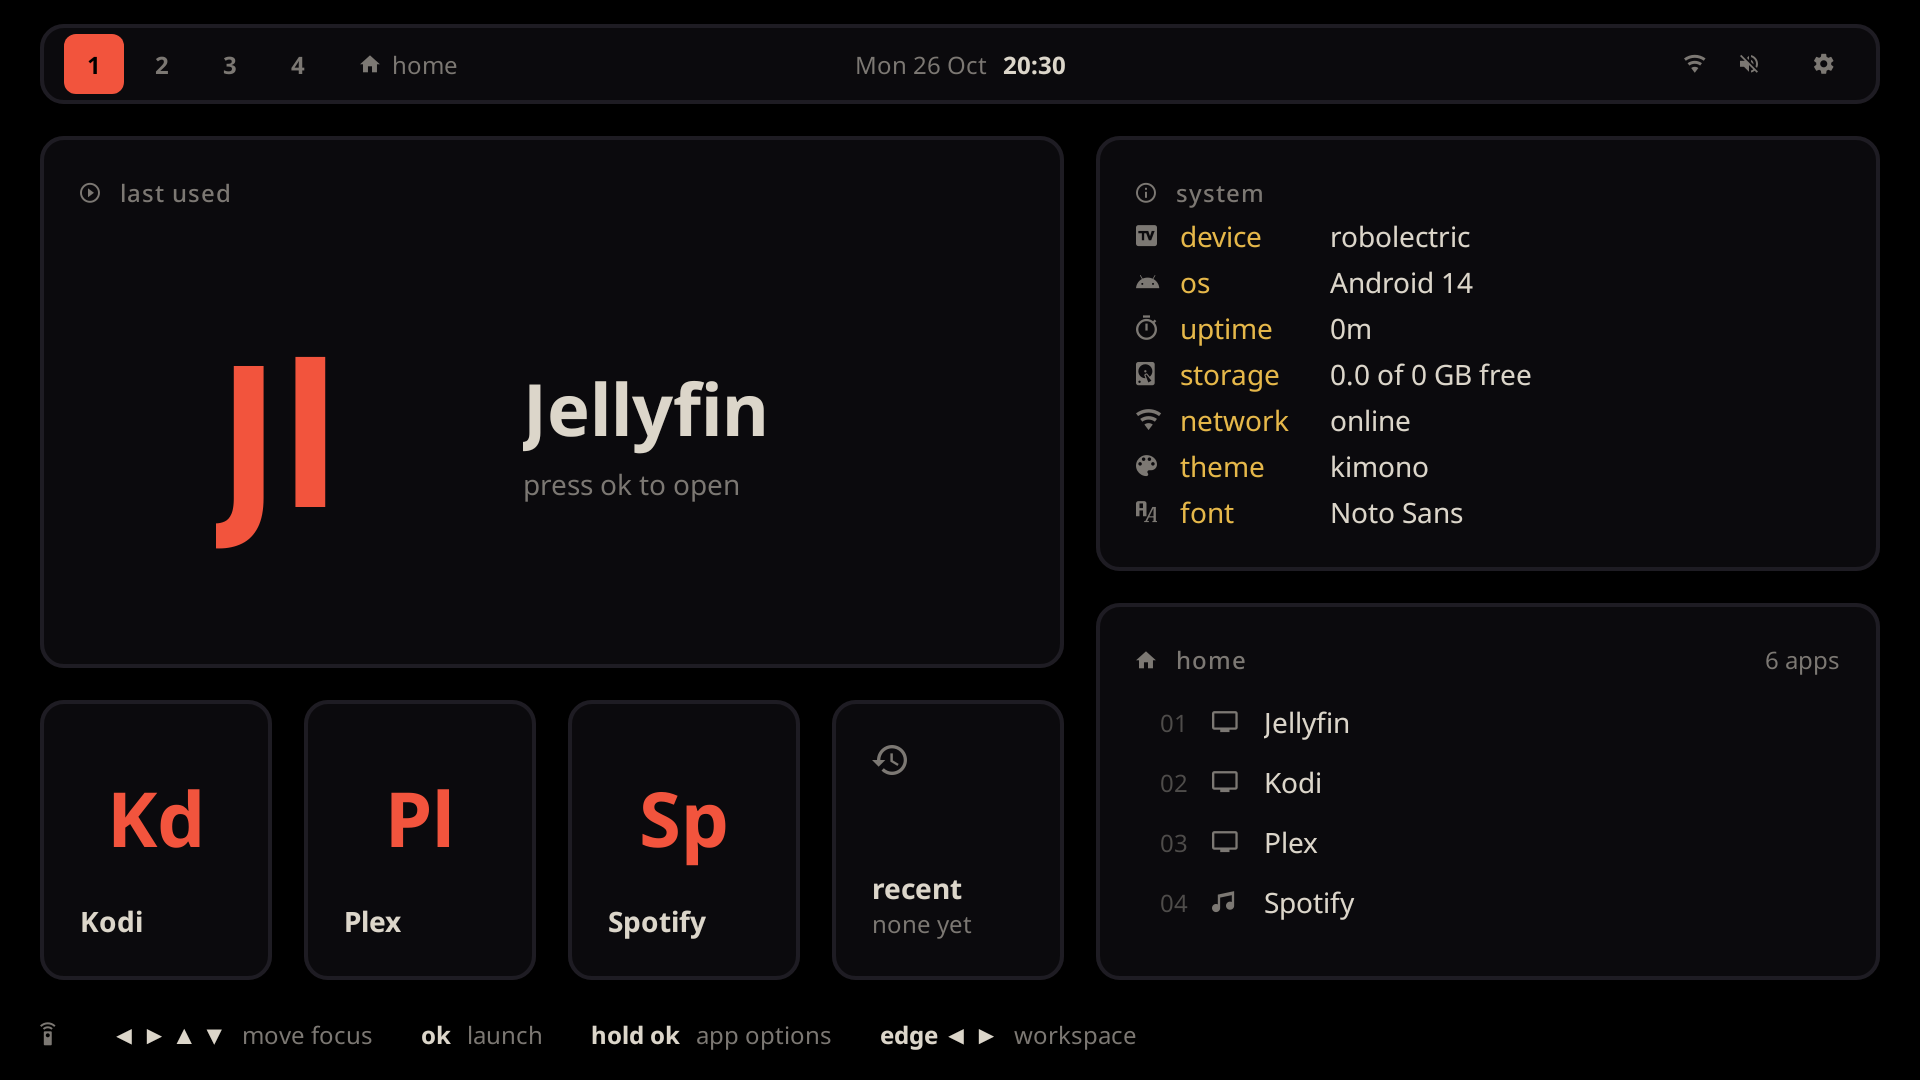 1 2 3 4 home Mon 26 Oct 20:30
last used
Jl
Jellyfin
press ok to open
Kd
Kodi
Pl
Plex
Sp
Spotify
recent
none yet
system
device robolectric
os Android 14
uptime 0m
storage 0.0 of 0 GB free
network online
theme kimono
font Noto Sans
home 6 apps
01 Jellyfin
02 Kodi
03 Plex
04 Spotify
◀ ▶ ▲ ▼ move focus ok launch hold ok app options edge ◀ ▶ workspace